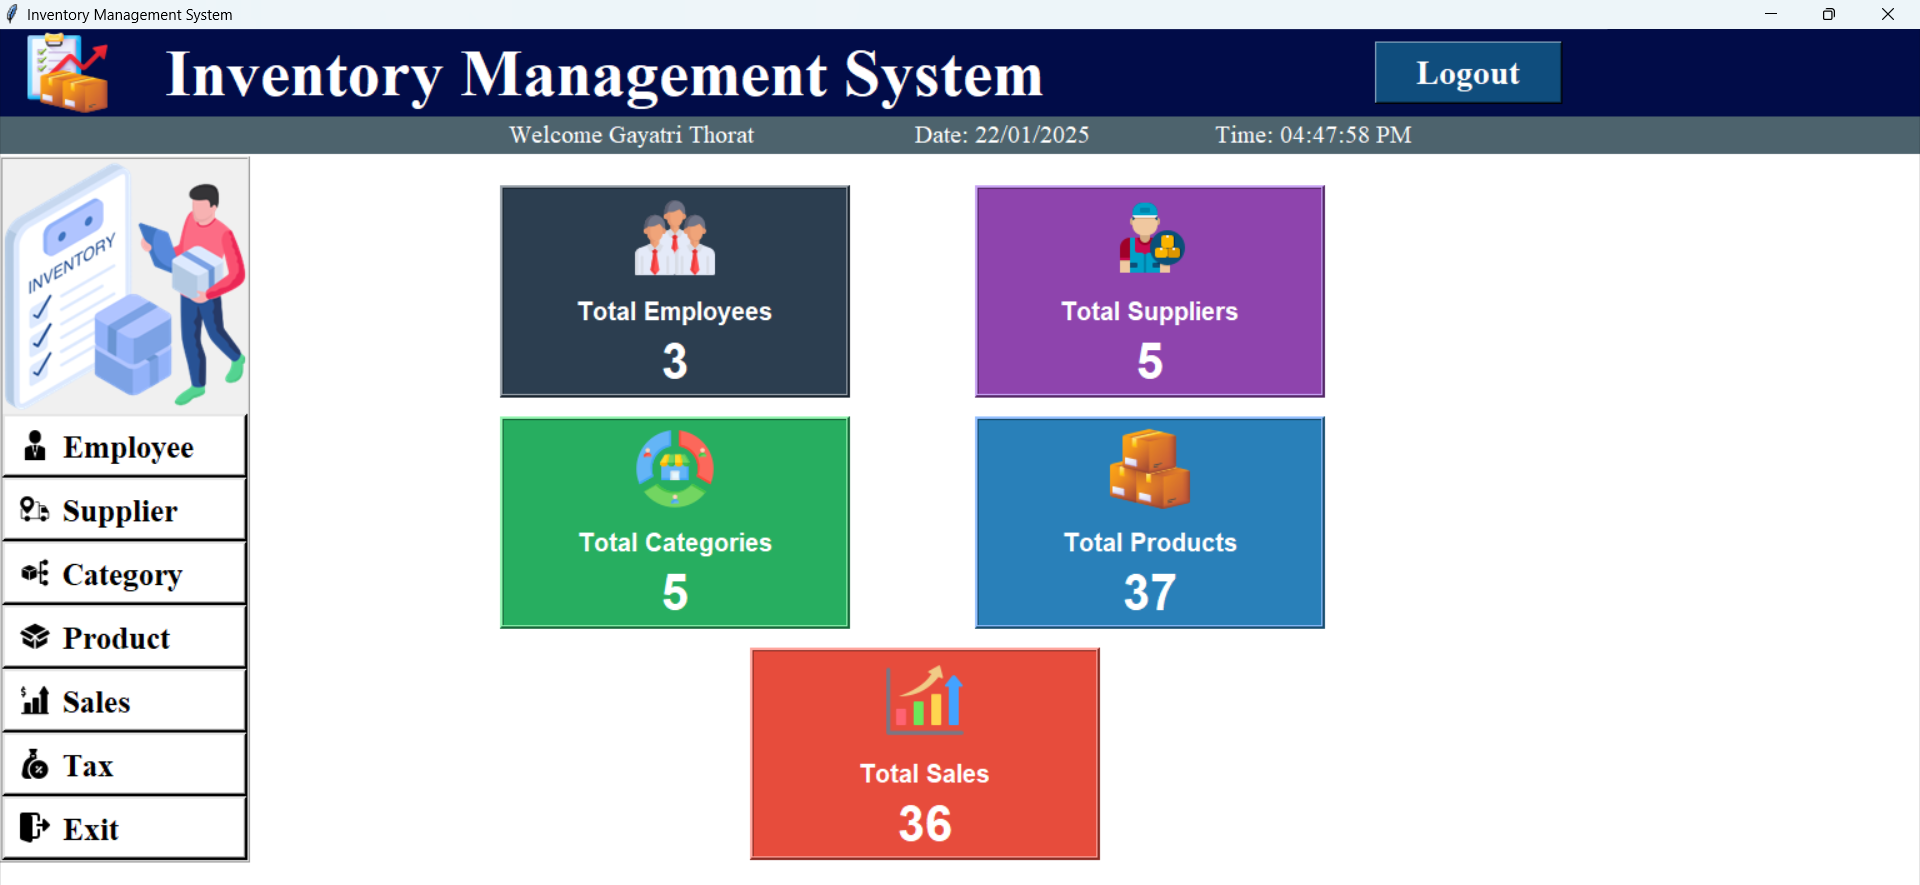 Inventory Management System
Inventory Management System
Logout
Welcome Gayatri Thorat Date: 22/01/2025 Time: 04:47:58 PM
INVENTORY
Total Employees
3
Total Suppliers
5
Total Categories
5
Total Products
37
Total Sales
36
Employee
Supplier
Category
Product
Sales
Tax
Exit